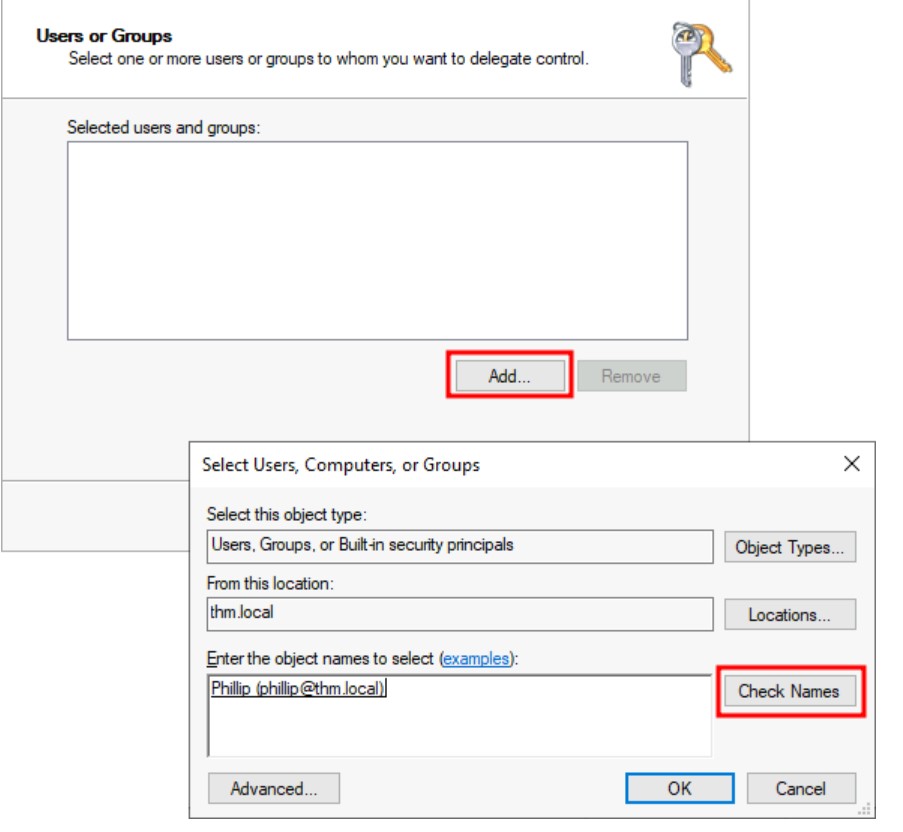 Users or Groups
Select one or more users or groups to whom you want to delegate control.
Selected users and groups:
Add...
Remove
Select Users, Computers, or Groups
Select this object type:
Users, Groups, or Built-in security principals
Object Types...
From this location:
thm.local
Locations...
Enter the object names to select (examples):
Phillip (phillip@thm.local)
Check Names
Advanced...
OK
Cancel